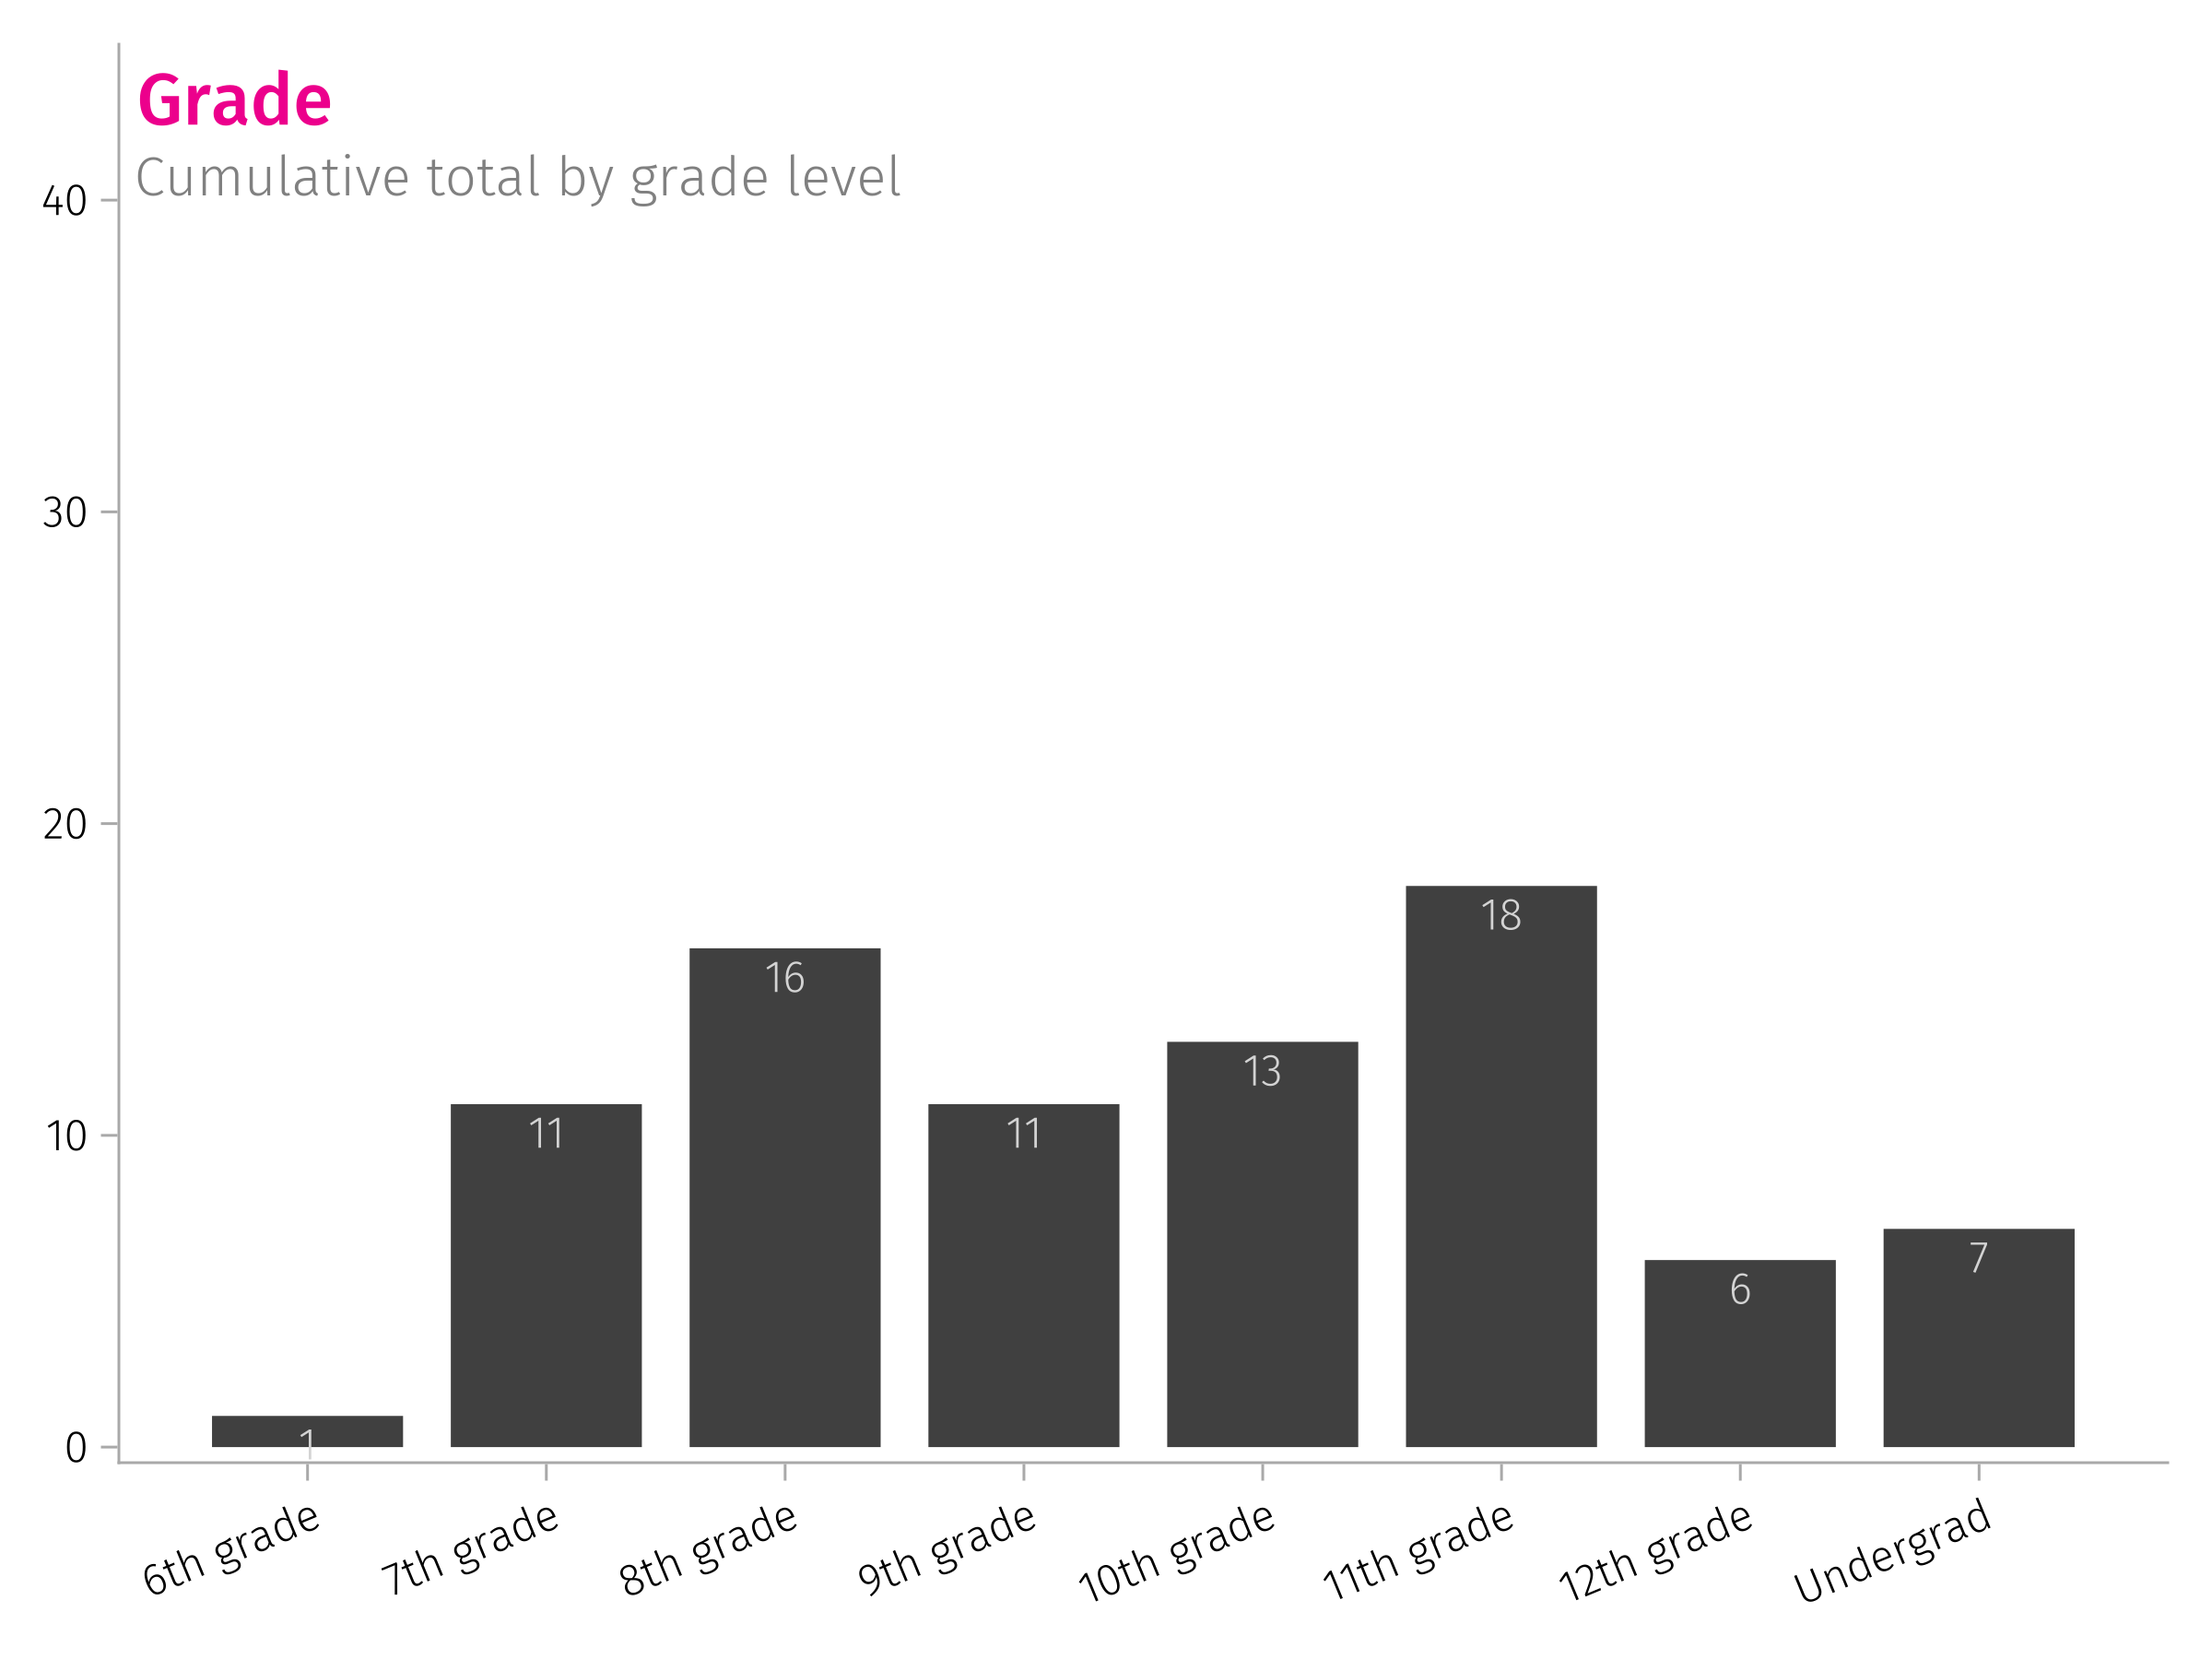 Grade
Cumulative total by grade level
40
30
20
10
0
1
11
16
11
13
18
6
7
6th grade
7th grade
8th grade
9th grade
10th grade
11th grade
12th grade
Undergrad